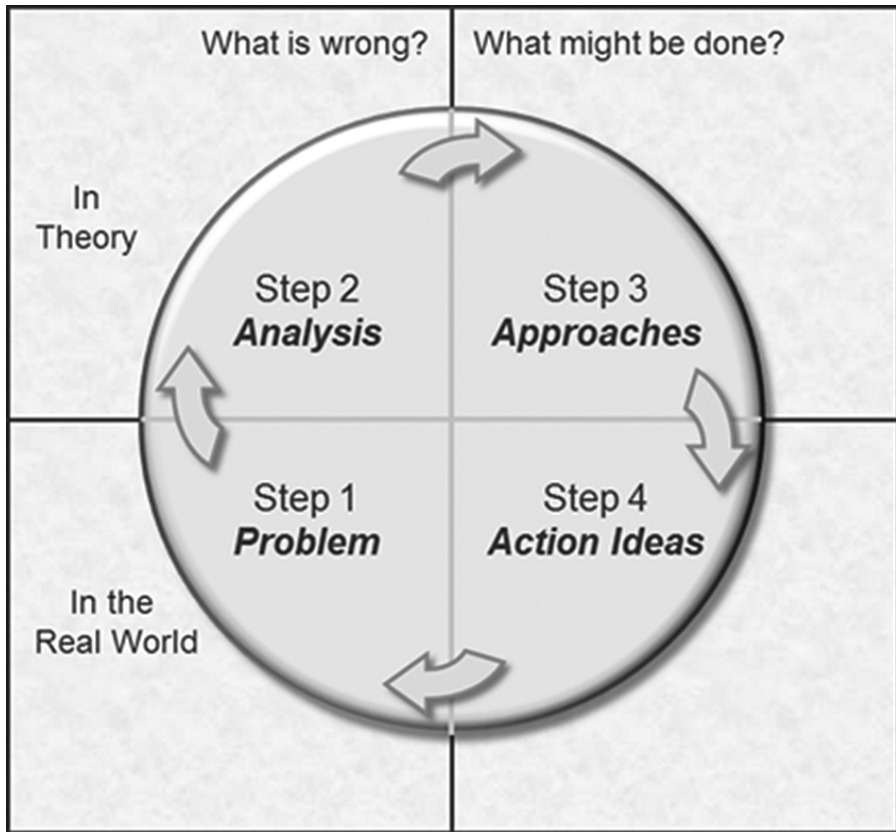 What is wrong?
What might be done?
In
Theory
Step 2
Analysis
Step 3
Approaches
Step 1
Problem
Step 4
Action Ideas
In the
Real World